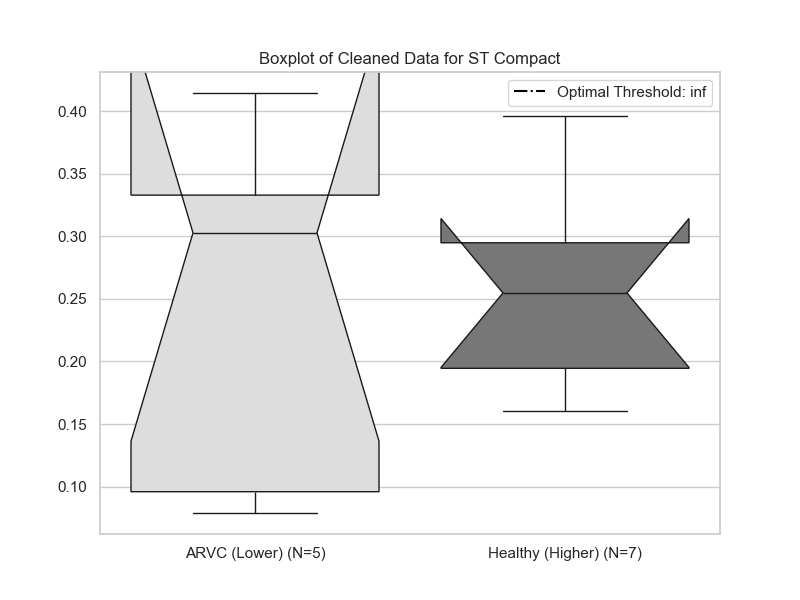 Boxplot of Cleaned Data for ST Compact
Optimal Threshold: inf
0.40
0.35
0.30
0.25
0.20
0.15
0.10
ARVC (Lower) (N=5)
Healthy (Higher) (N=7)